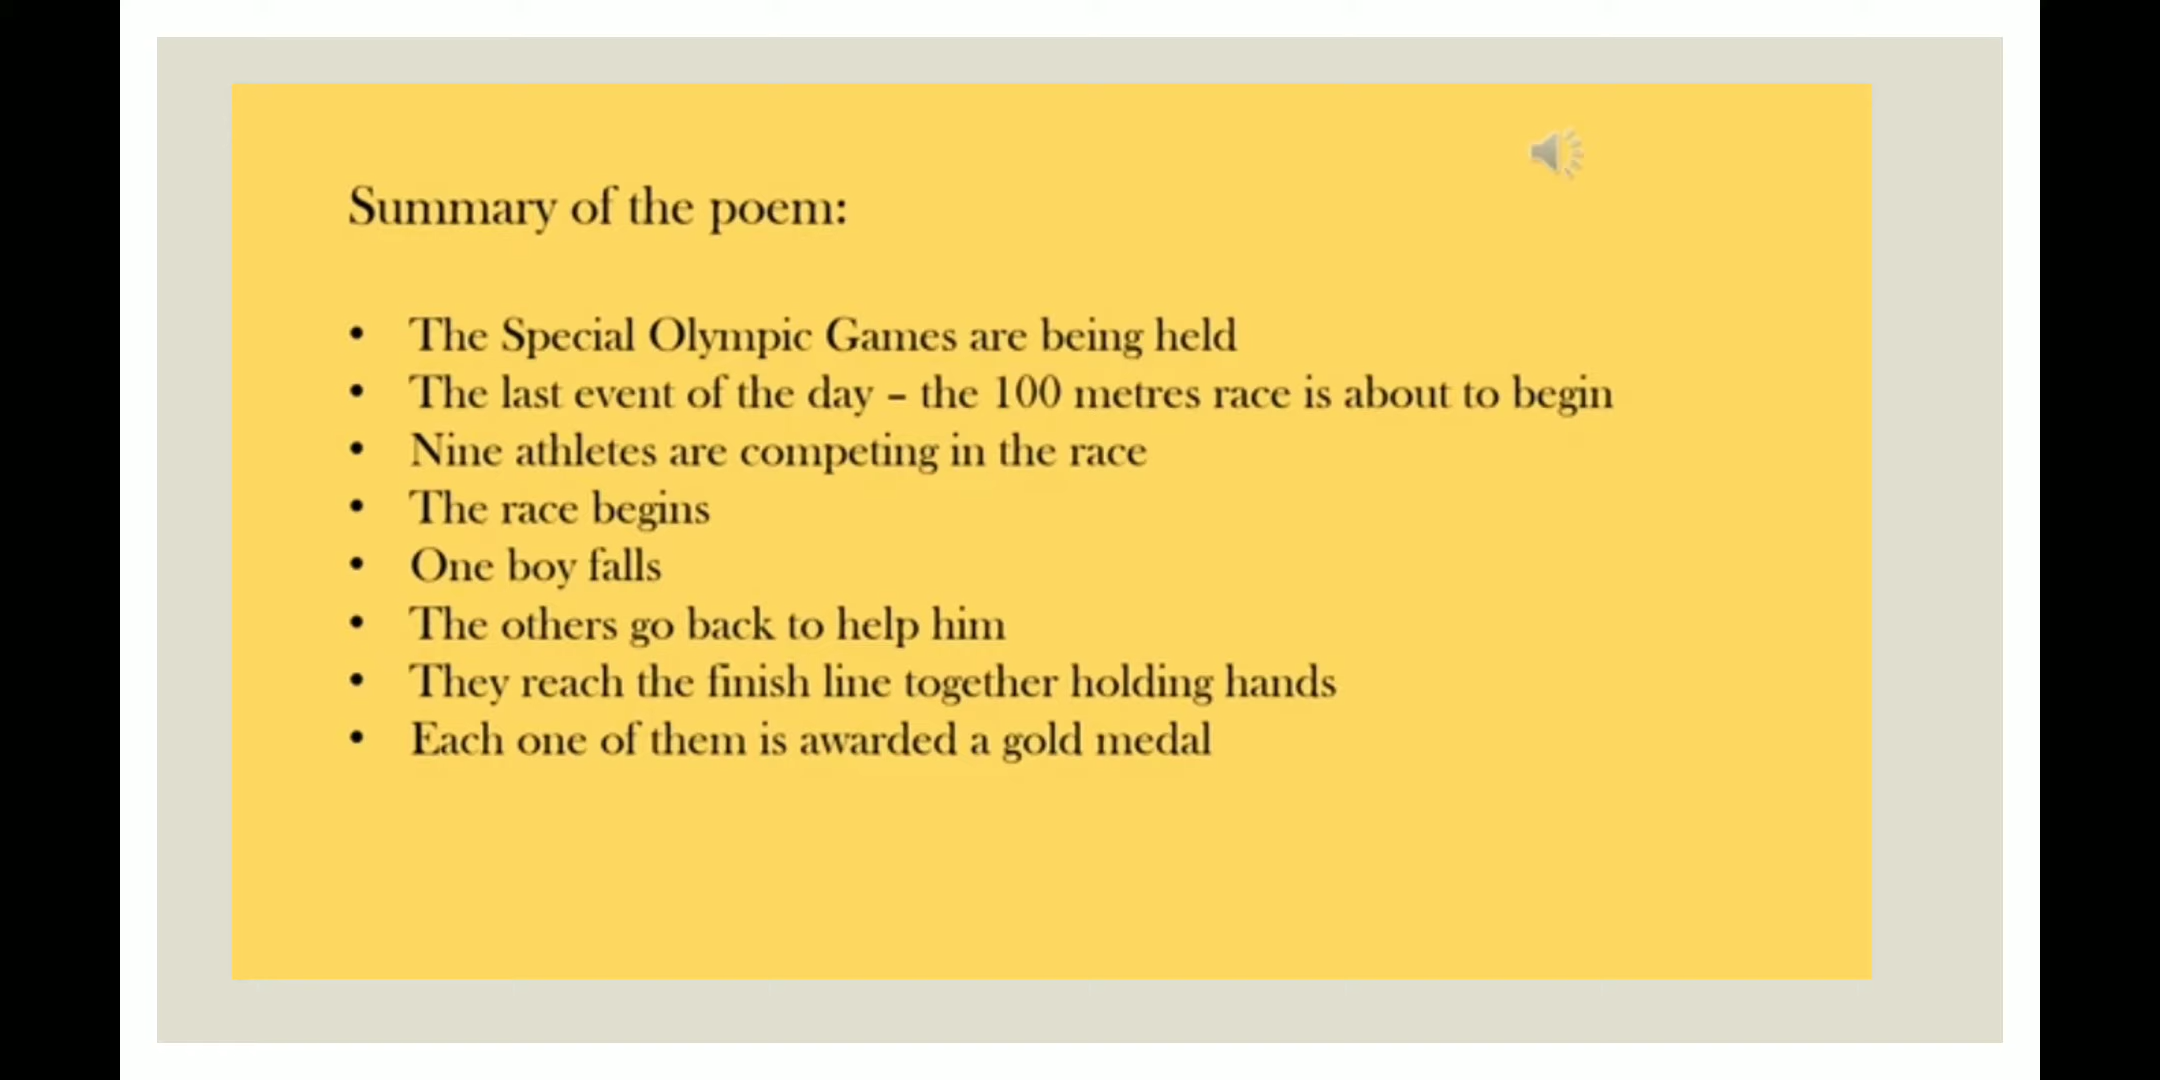 Summary of the poem:
• The Special Olympic Games are being held
• The last event of the day – the 100 metres race is about to begin
• Nine athletes are competing in the race
• The race begins
• One boy falls
• The others go back to help him
• They reach the finish line together holding hands
• Each one of them is awarded a gold medal